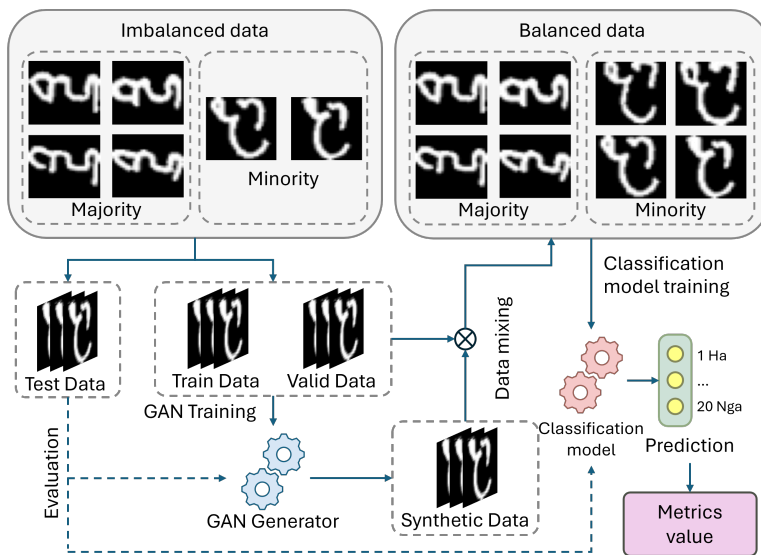 Imbalanced data
Majority
Minority
Balanced data
Majority
Minority
Test Data
Train Data
Valid Data
GAN Training
GAN Generator
Synthetic Data
Evaluation
Data mixing
Classification
model training
Classification
model
1 Ha
...
20 Nga
Prediction
Metrics
value